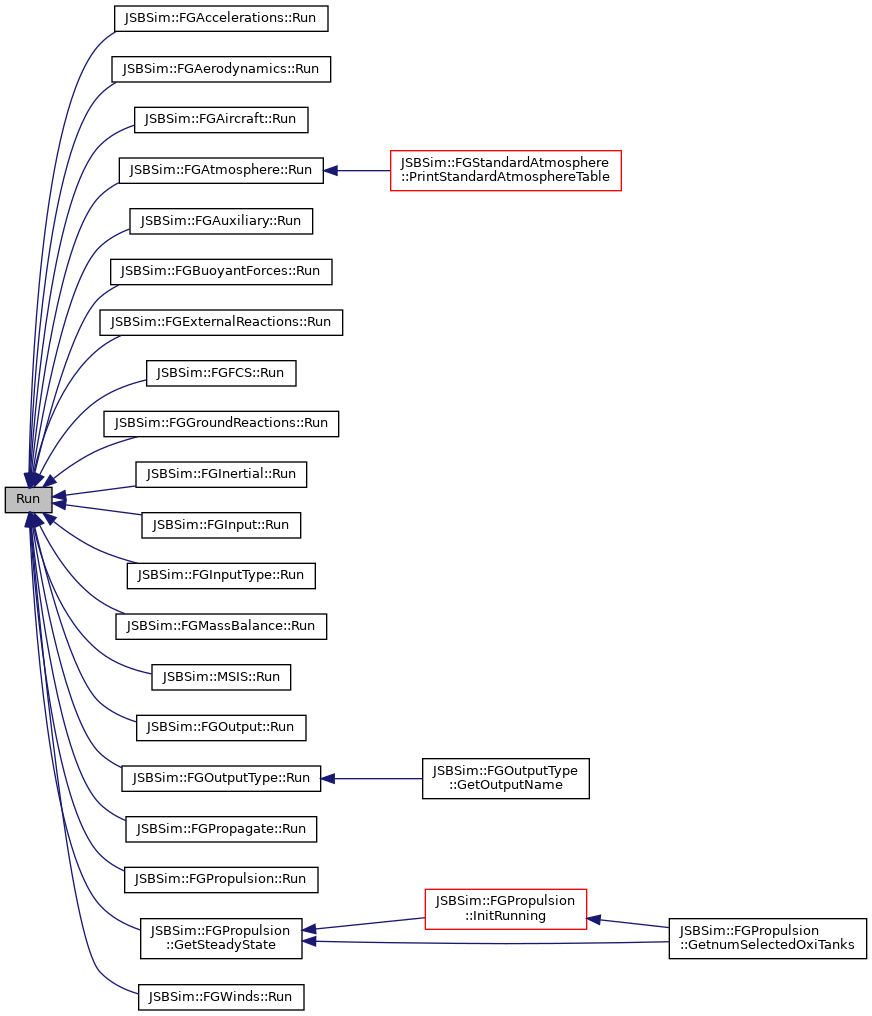 JSBSim::FGAccelerations::Run
JSBSim::FGAerodynamics::Run
JSBSim::FGAircraft::Run
JSBSim::FGAtmosphere::Run
JSBSim::FGStandardAtmosphere
::PrintStandardAtmosphereTable
JSBSim::FGAuxiliary::Run
JSBSim::FGBuoyantForces::Run
JSBSim::FGExternalReactions::Run
JSBSim::FGFCS::Run
JSBSim::FGGroundReactions::Run
JSBSim::FGInertial::Run
Run
JSBSim::FGInput::Run
JSBSim::FGInputType::Run
JSBSim::FGMassBalance::Run
JSBSim::MSIS::Run
JSBSim::FGOutput::Run
JSBSim::FGOutputType::Run
JSBSim::FGOutputType
::GetOutputName
JSBSim::FGPropagate::Run
JSBSim::FGPropulsion::Run
JSBSim::FGPropulsion
::GetSteadyState
JSBSim::FGPropulsion
::InitRunning
JSBSim::FGPropulsion
::GetnumSelectedOxiTanks
JSBSim::FGWinds::Run